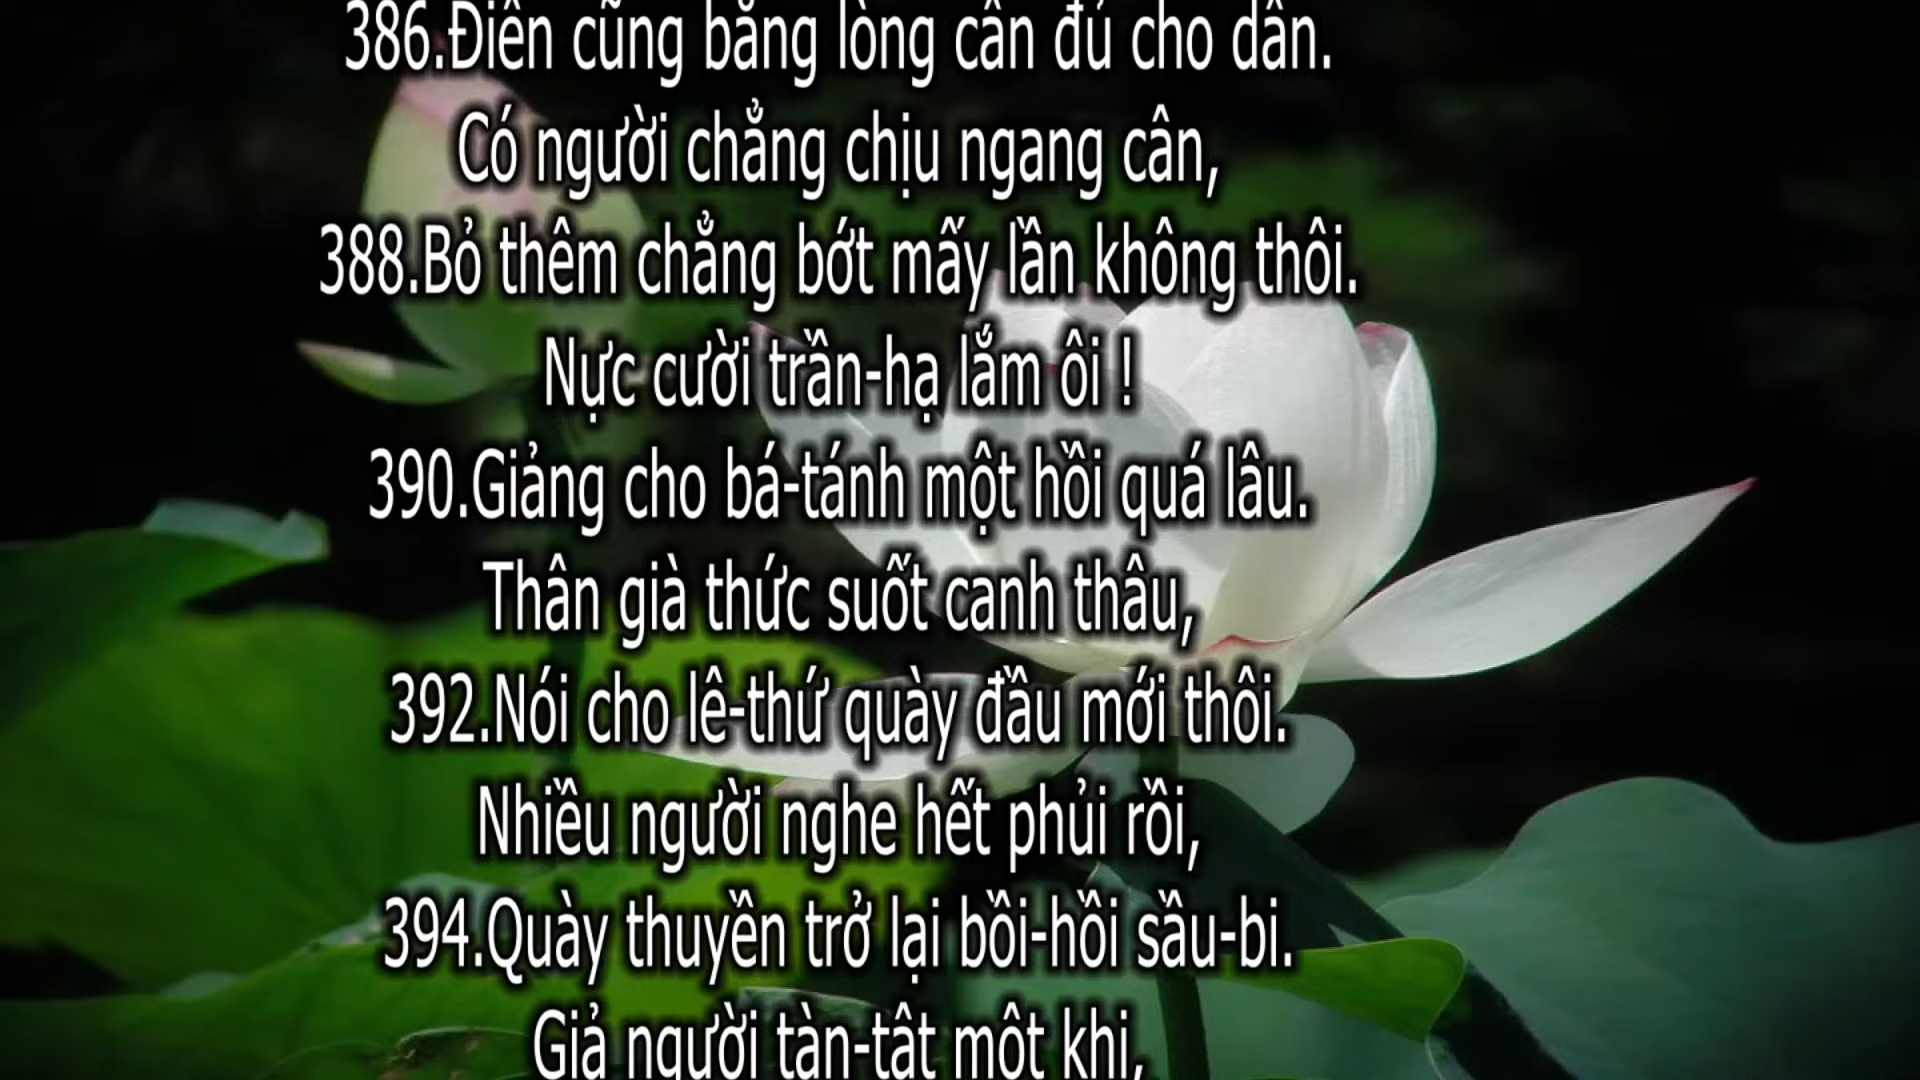 386.Điên cũng bằng lòng cân đủ cho dân.
Có người chẳng chịu ngang cân,
388.Bỏ thêm chẳng bớt mấy lần không thôi.
Nực cười trần-hạ lắm ôi !
390.Giảng cho bá-tánh một hồi quá lâu.
Thân già thức suốt canh thâu,
392.Nói cho lê-thứ quày đầu mới thôi.
Nhiều người nghe hết phủi rồi,
394.Quày thuyền trở lại bồi-hồi sầu-bi.
Giả người tàn-tật một khi,